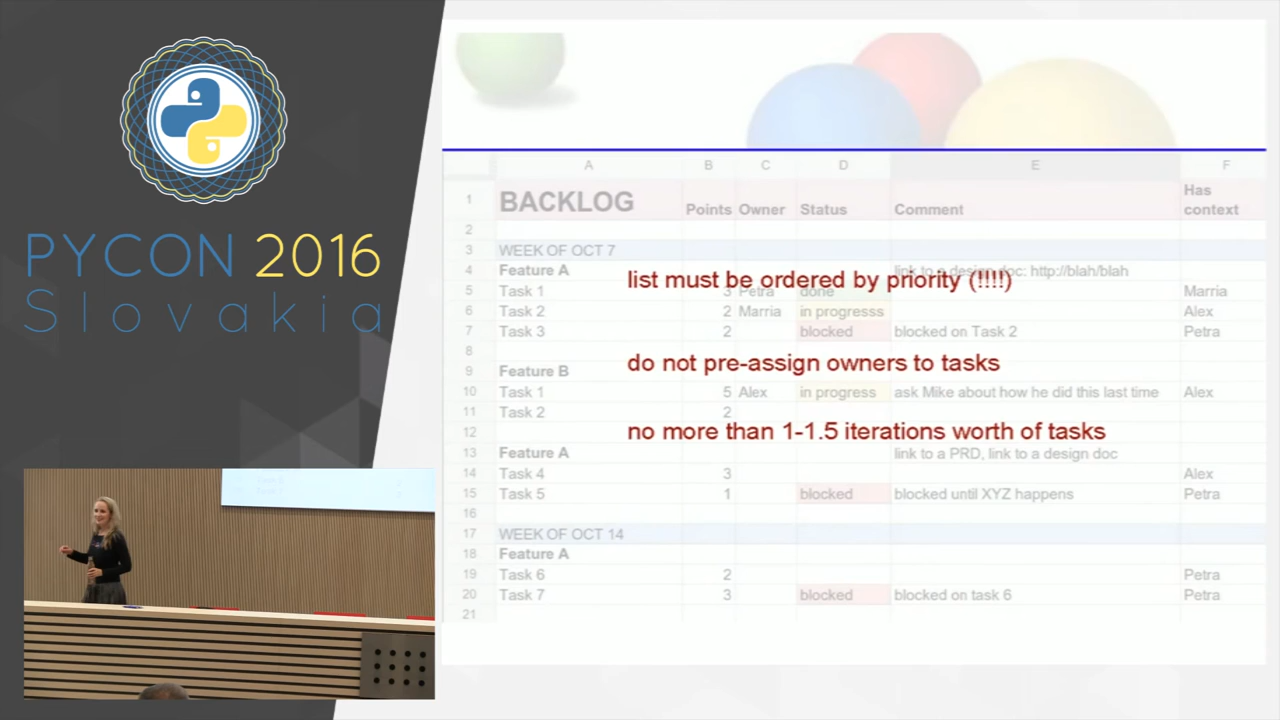 PYCON 2016
Slovakia
A B C D E F
1 BACKLOG Points Owner Status Comment Has context
2
3 WEEK OF OCT 7
4 Feature A link to a design doc: http://blah/blah
list must be ordered by priority (!!!!)
5 Task 1 3 Petra done Marria
6 Task 2 2 Marria in progresss Alex
7 Task 3 2 blocked blocked on Task 2 Petra
8
do not pre-assign owners to tasks
9 Feature B
10 Task 1 5 Alex in progress ask Mike about how he did this last time Alex
11 Task 2 2
12
no more than 1-1.5 iterations worth of tasks
13 Feature A link to a PRD, link to a design doc
14 Task 4 3 Alex
15 Task 5 1 blocked blocked until XYZ happens Petra
16
17 WEEK OF OCT 14
18 Feature A
19 Task 6 2 Petra
20 Task 7 3 blocked blocked on task 6 Petra
21